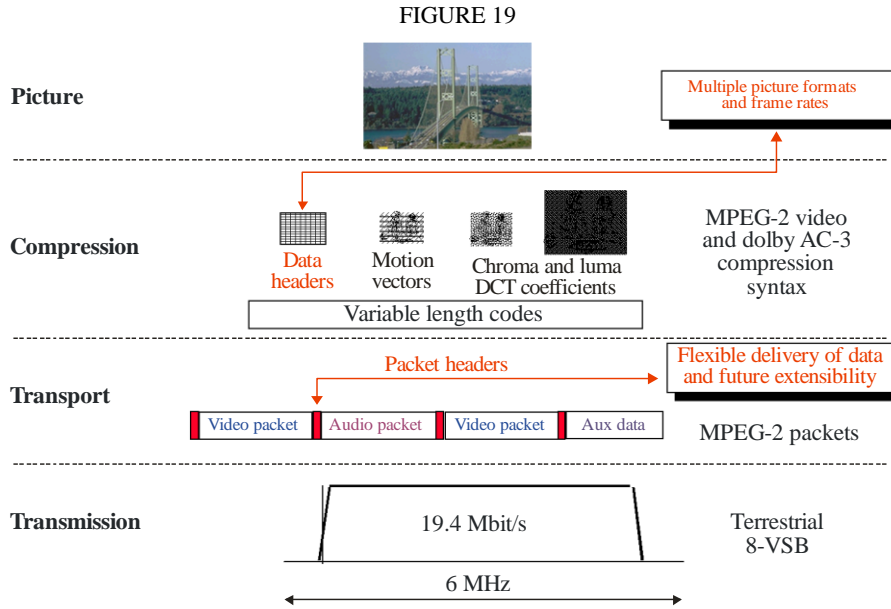 FIGURE 19
Picture
Multiple picture formats
and frame rates
Compression
Data
headers
Motion
vectors
Chroma and luma
DCT coefficients
MPEG-2 video
and dolby AC-3
compression
syntax
Variable length codes
Transport
Packet headers
Flexible delivery of data
and future extensibility
Video packet
Audio packet
Video packet
Aux data
MPEG-2 packets
Transmission
19.4 Mbit/s
Terrestrial
8-VSB
6 MHz